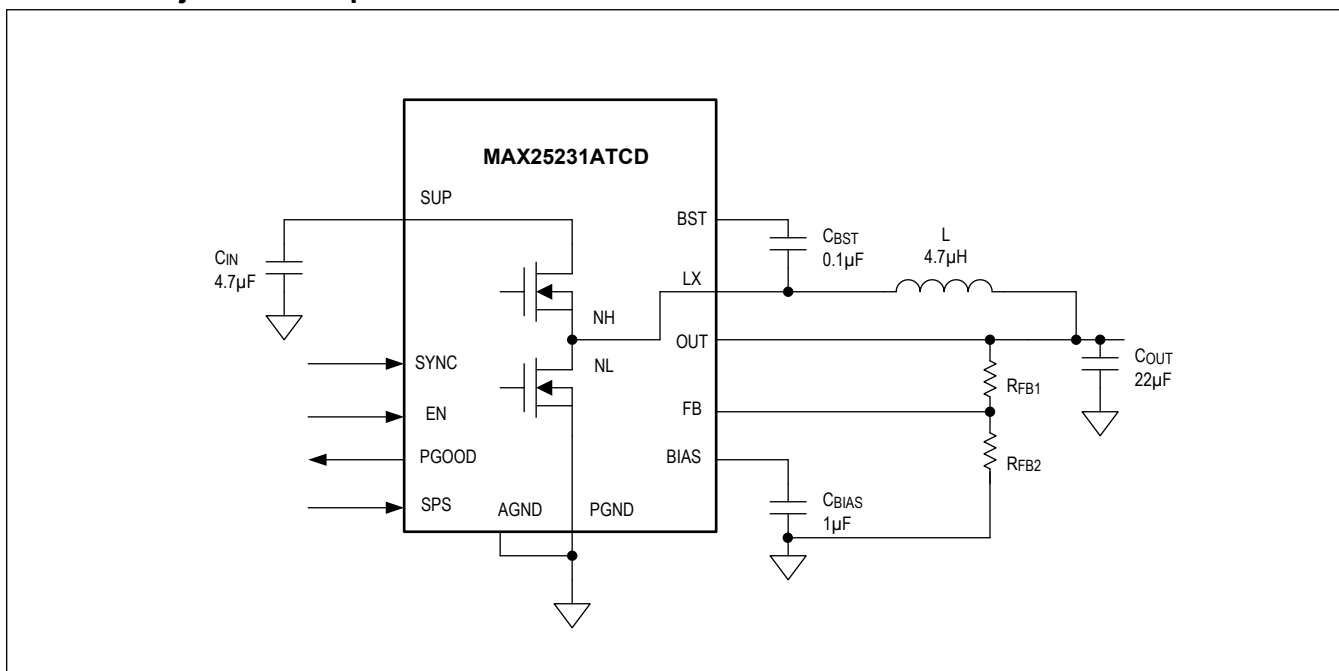 MAX25231ATCD
SUP
BST
CBST
0.1µF
L
4.7µH
CIN
4.7µF
LX
NH
OUT
SYNC
NL
COUT
22µF
RFB1
EN
FB
PGOOD
BIAS
RFB2
SPS
AGND
PGND
CBIAS
1µF